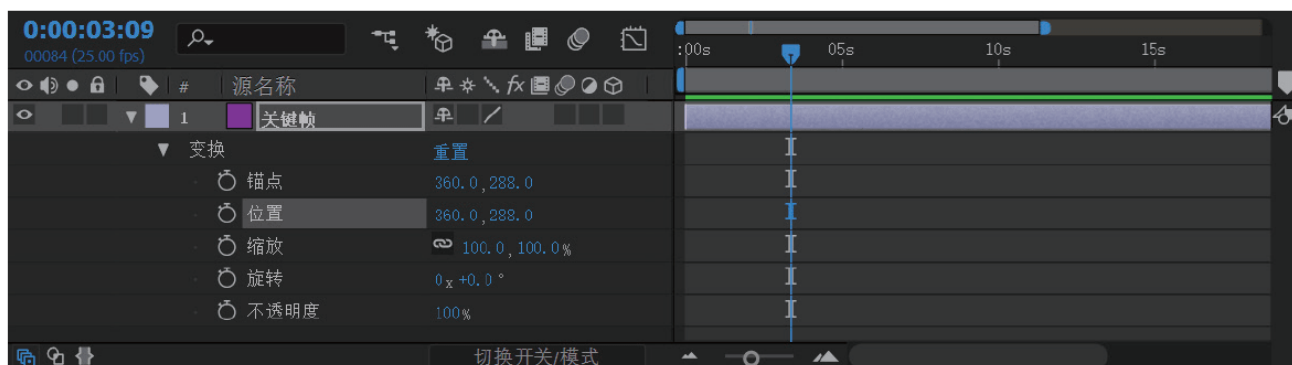 0:00:03:09
00084 (25.00 fps)
:00s 05s 10s 15s
# 源名称 fx
1 关键帧
变换 重置
锚点 360.0,288.0
位置 360.0,288.0
缩放 100.0,100.0%
旋转 0x+0.0°
不透明度 100%
切换开关/模式